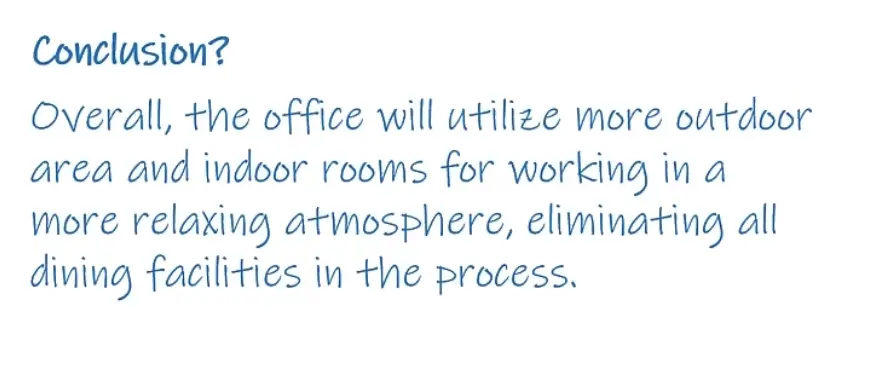 Conclusion?
Overall, the office will utilize more outdoor
area and indoor rooms for working in a
more relaxing atmosphere, eliminating all
dining facilities in the process.